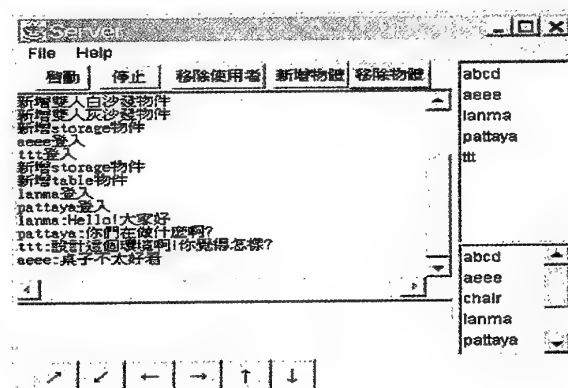 Server
File Help
啟動 停止 移除使用者 新增物體 移除物體
新增雙人白沙發物件
新增雙人灰沙發物件
新增storage物件
aeee登入
ttt登入
新增storage物件
新增table物件
lanma登入
pattaya登入
lanma:Hello!大家好
pattaya:你們在做什麼啊?
ttt:設計這個環境啊!你覺得怎樣?
aeee:桌子不太好看
abcd
aeee
lanma
pattaya
ttt
abcd
aeee
chair
lanma
pattaya
↗ ↙ ← → ↑ ↓